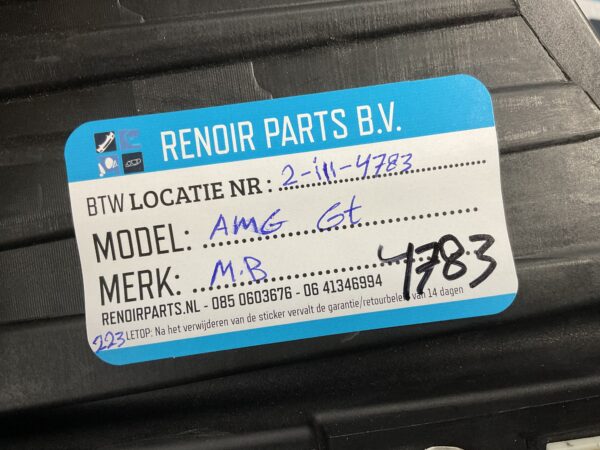 RENOIR PARTS B.V.
BTW LOCATIE NR: 2-iii-4783
MODEL: AMG Gt
MERK: M.B
4783
RENOIRPARTS.NL - 085 0603676 - 06 41346994
223 LETOP: Na het verwijderen van de sticker vervalt de garantie/retourbeleid van 14 dagen